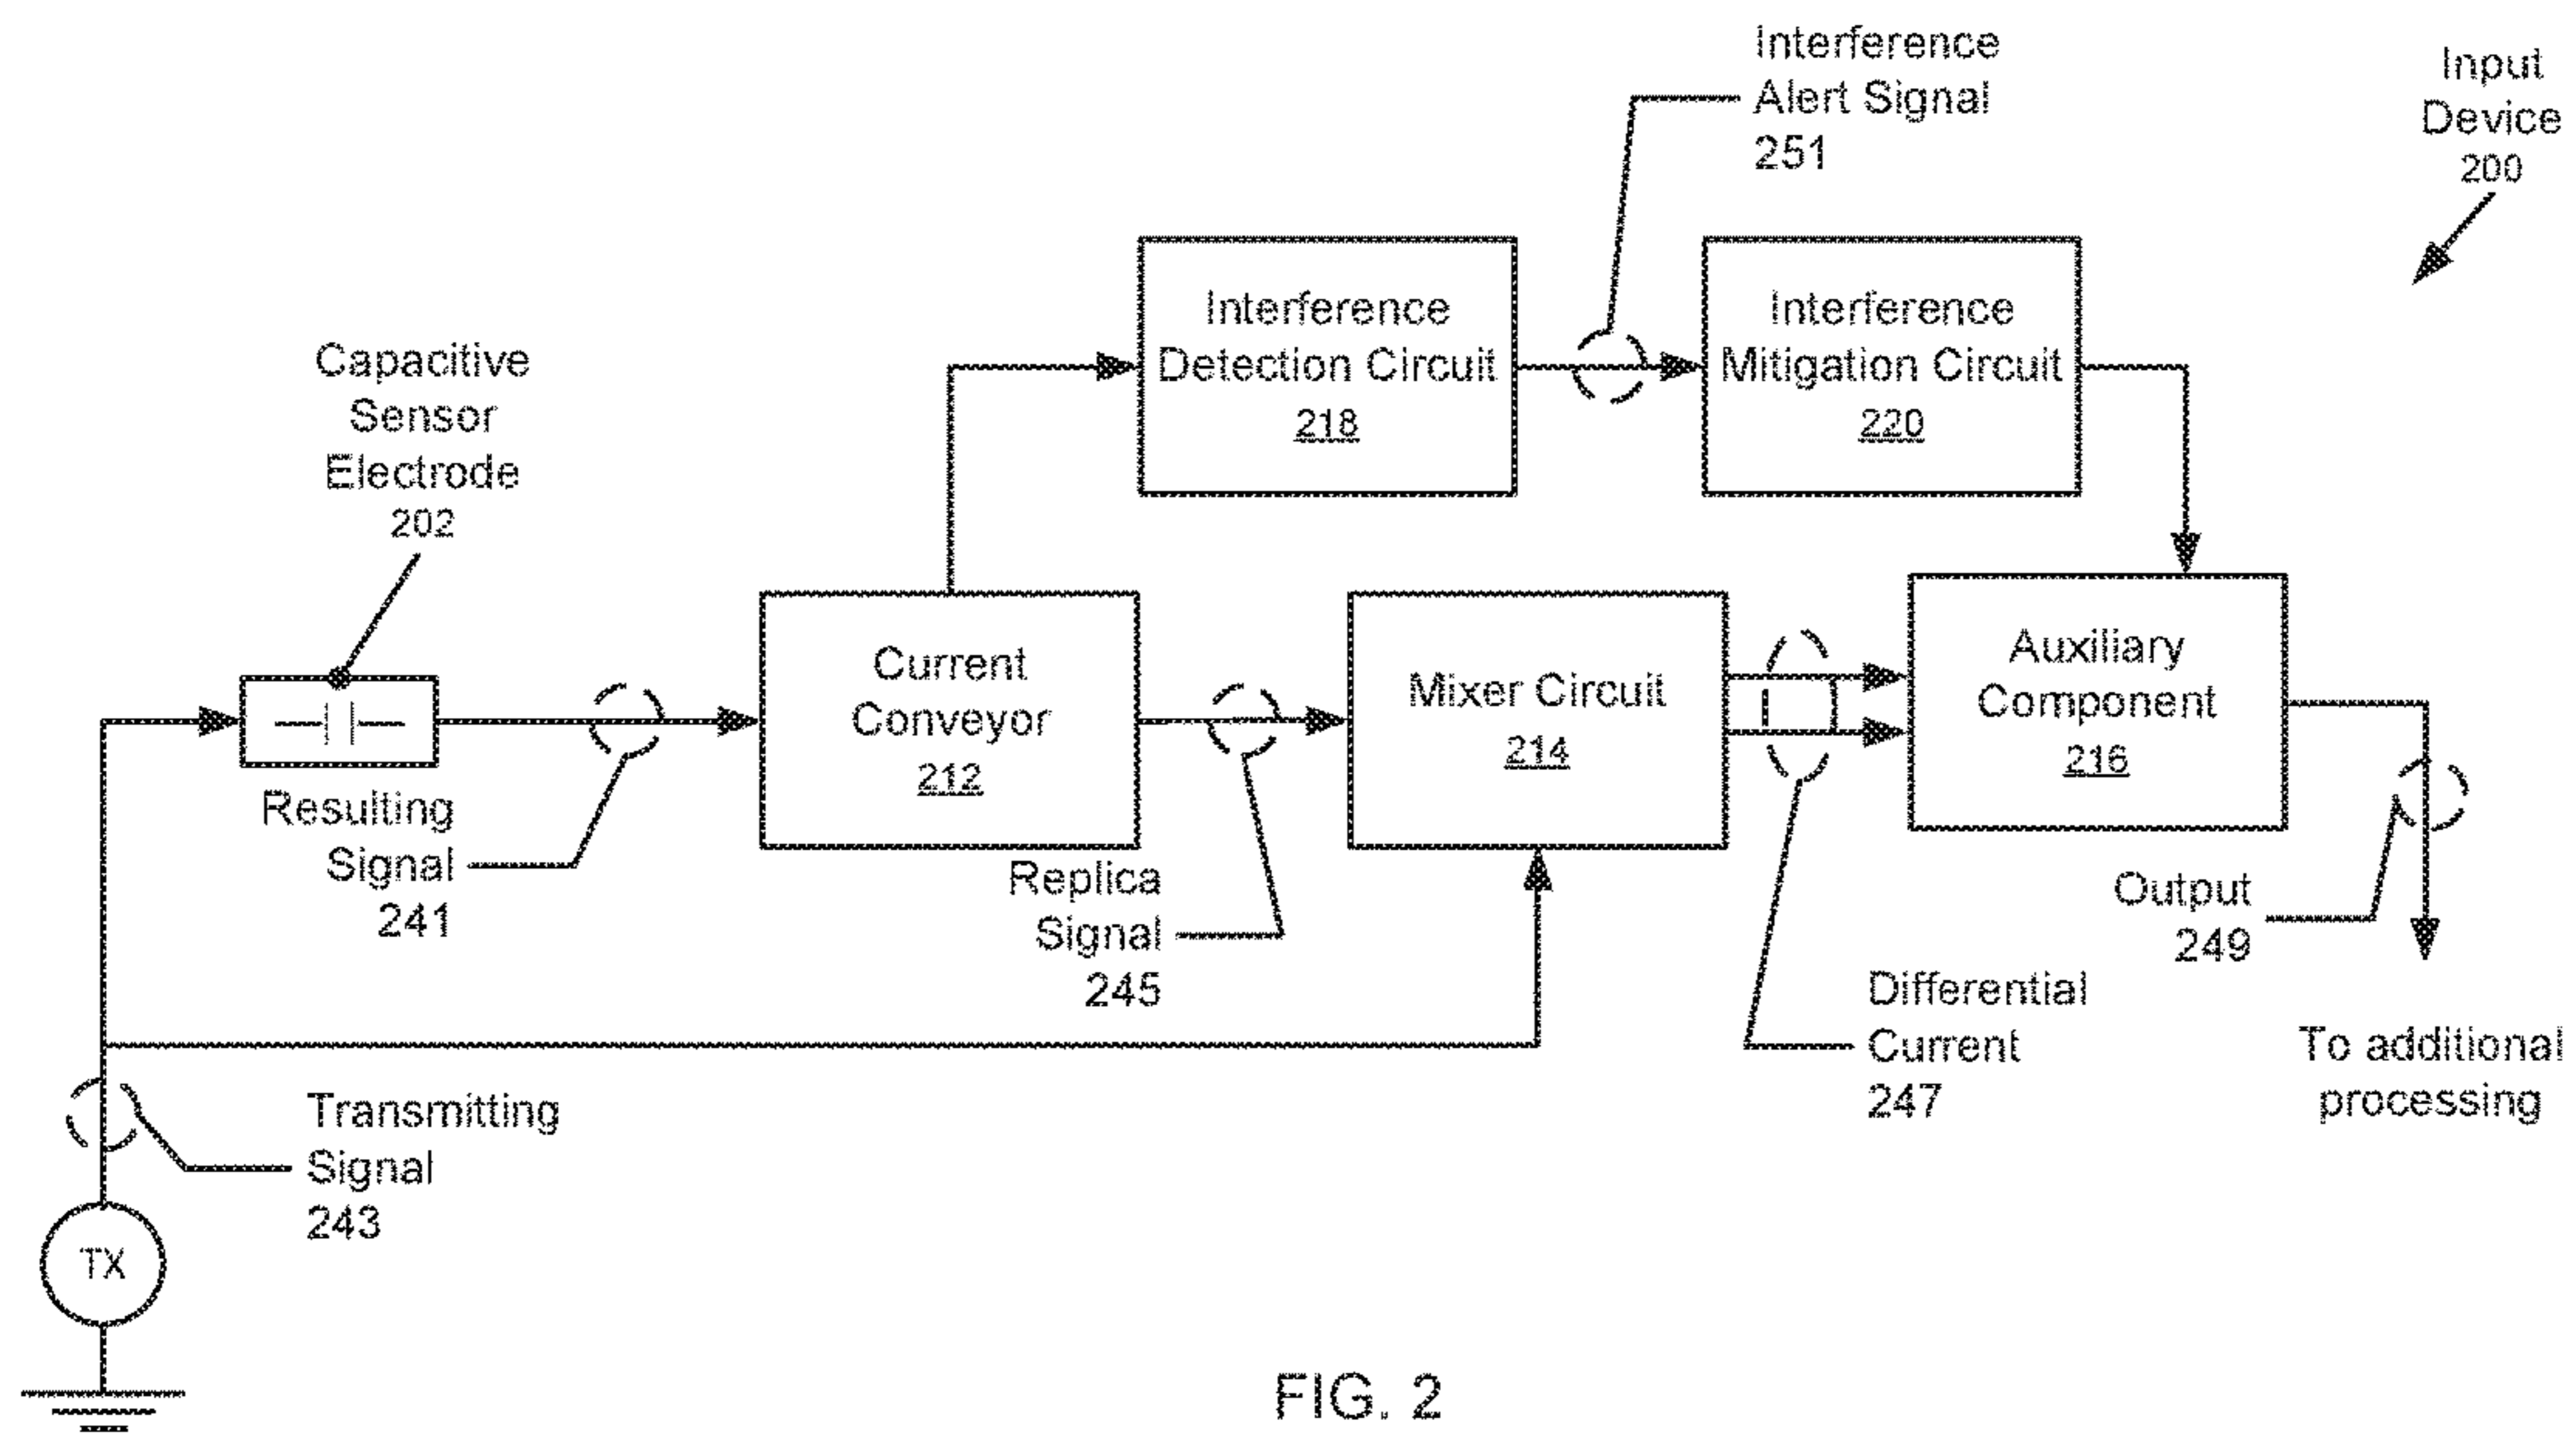 Interference
Alert Signal
251
Input
Device
200
Interference
Detection Circuit
218
Interference
Mitigation Circuit
220
Capacitive
Sensor
Electrode
202
Current
Conveyor
212
Mixer Circuit
214
Auxiliary
Component
216
Resulting
Signal
241
Replica
Signal
245
Output
249
Differential
Current
247
To additional
processing
Transmitting
Signal
243
TX
FIG. 2